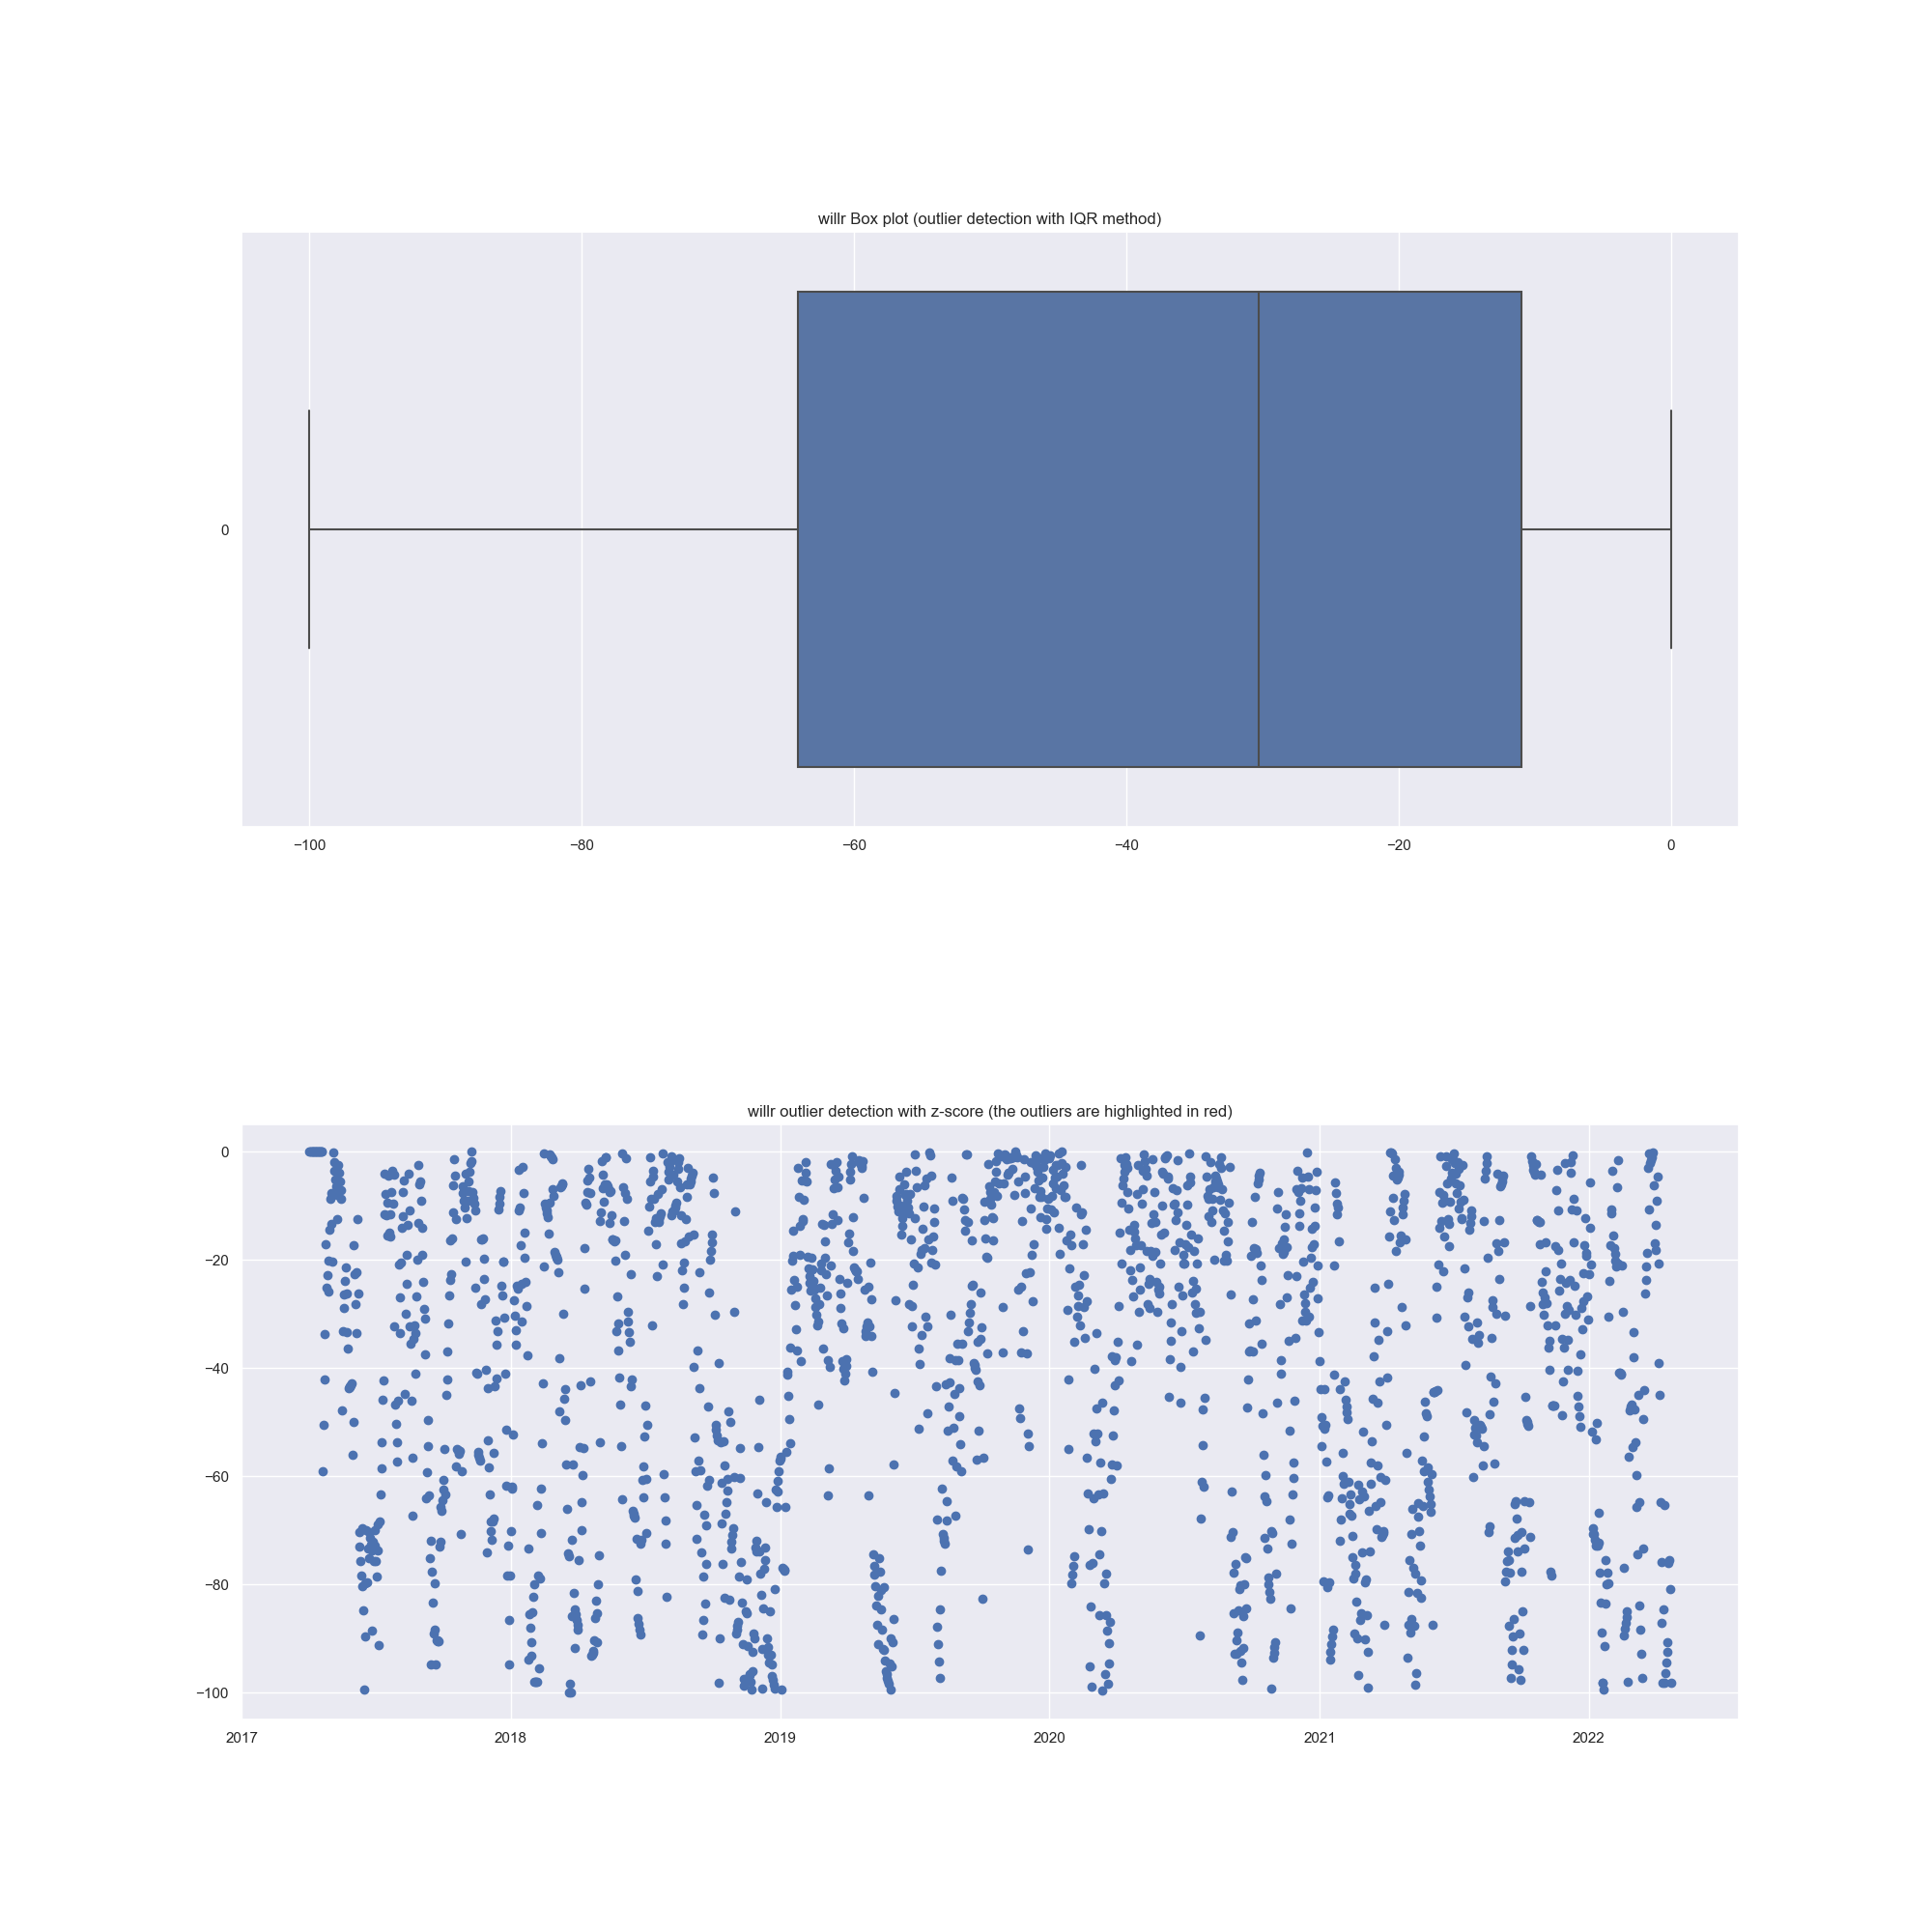 willr Box plot (outlier detection with IQR method)
0
−100 −80 −60 −40 −20 0
willr outlier detection with z-score (the outliers are highlighted in red)
0
−20
−40
−60
−80
−100
2017 2018 2019 2020 2021 2022